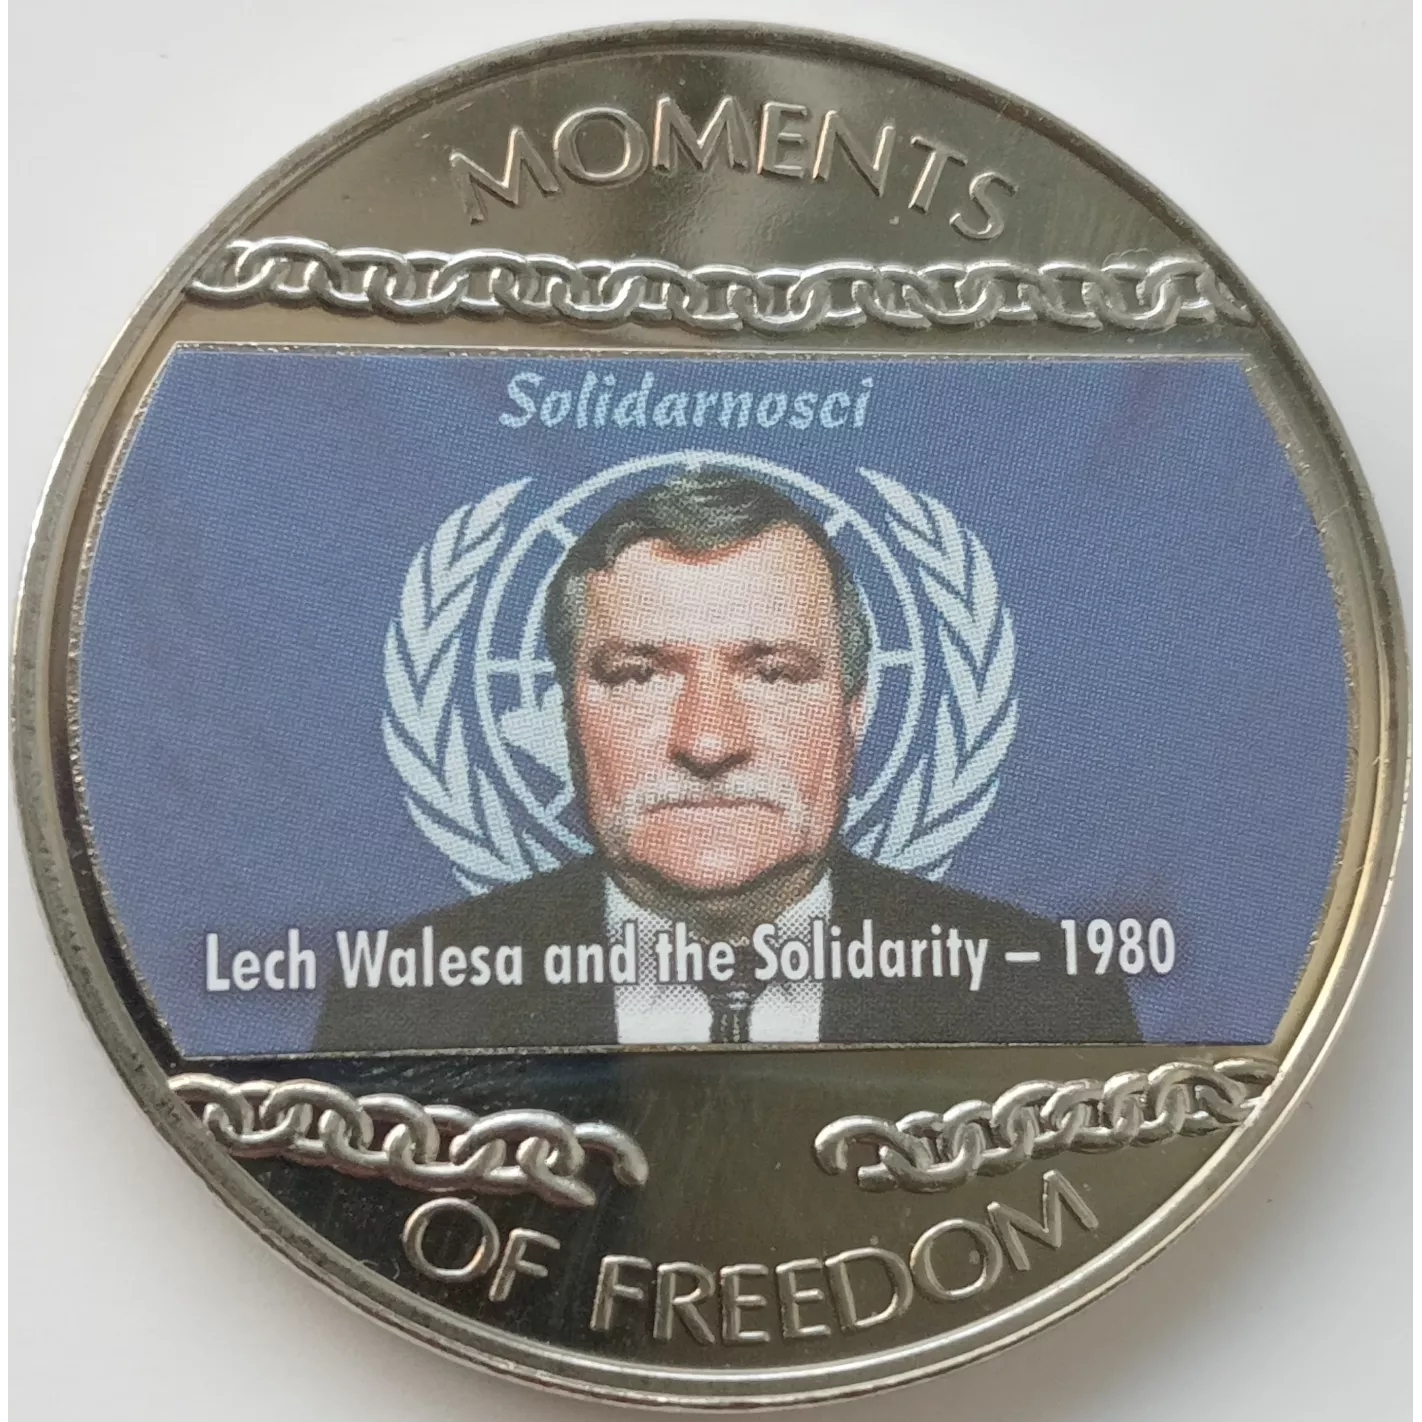 MOMENTS
Solidarnosci
Lech Walesa and the Solidarity – 1980
OF FREEDOM